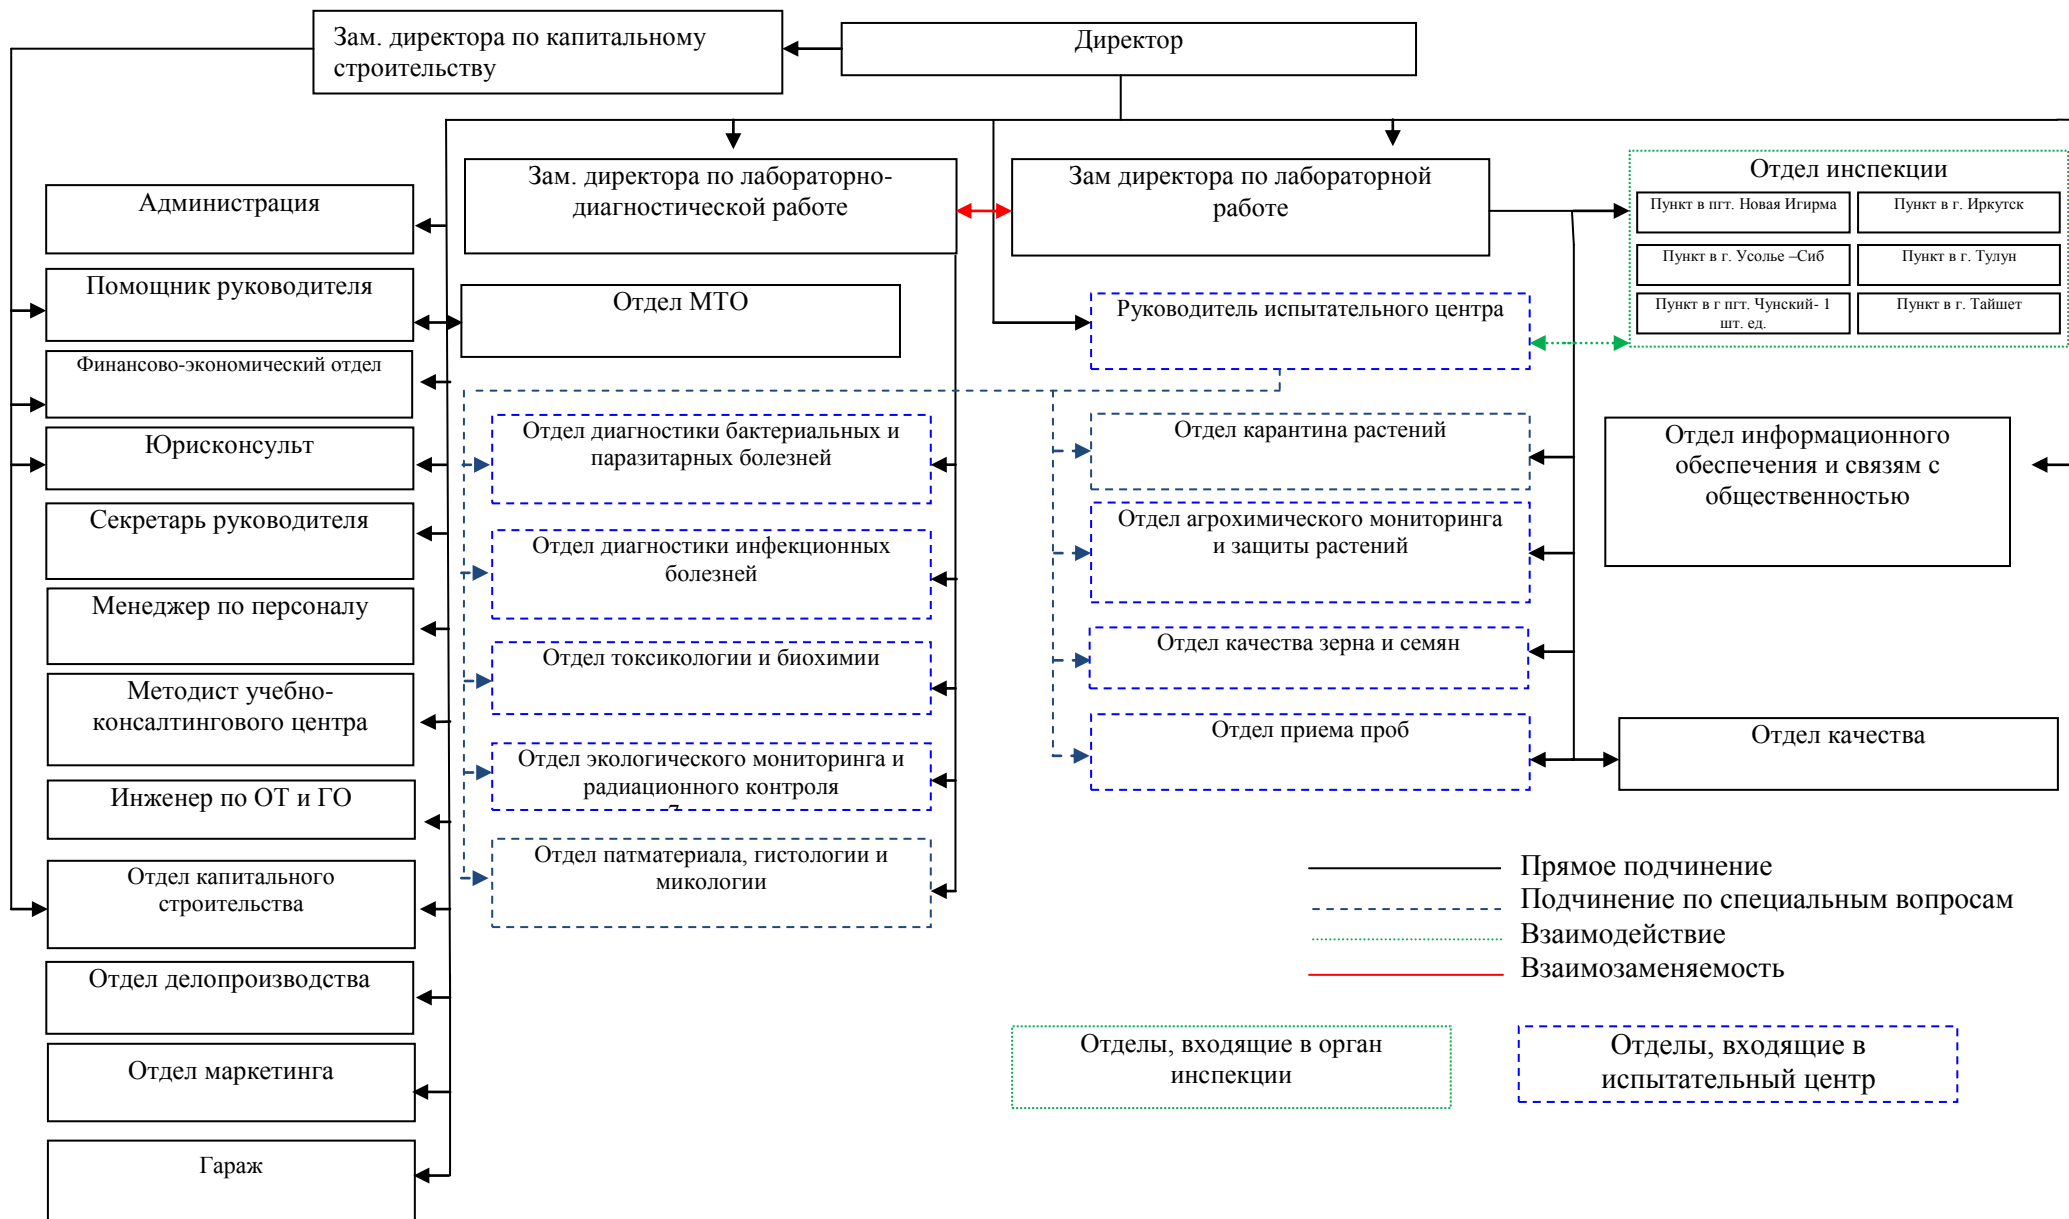 Зам. директора по капитальному
строительству
Директор
Зам. директора по лабораторно-
диагностической работе
Зам директора по лабораторной
работе
Отдел инспекции
Пункт в пгт. Новая Игирма
Пункт в г. Иркутск
Пункт в г. Усолье –Сиб
Пункт в г. Тулун
Пункт в г пгт. Чунский- 1
шт. ед.
Пункт в г. Тайшет
Администрация
Помощник руководителя
Финансово-экономический отдел
Юрисконсульт
Секретарь руководителя
Менеджер по персоналу
Методист учебно-
консалтингового центра
Инженер по ОТ и ГО
Отдел капитального
строительства
Отдел делопроизводства
Отдел маркетинга
Гараж
Отдел МТО
Отдел диагностики бактериальных и
паразитарных болезней
Отдел диагностики инфекционных
болезней
Отдел токсикологии и биохимии
Отдел экологического мониторинга и
радиационного контроля
Отдел патматериала, гистологии и
микологии
Руководитель испытательного центра
Отдел карантина растений
Отдел агрохимического мониторинга
и защиты растений
Отдел качества зерна и семян
Отдел приема проб
Отдел информационного
обеспечения и связям с
общественностью
Отдел качества
Прямое подчинение
Подчинение по специальным вопросам
Взаимодействие
Взаимозаменяемость
Отделы, входящие в орган
инспекции
Отделы, входящие в
испытательный центр